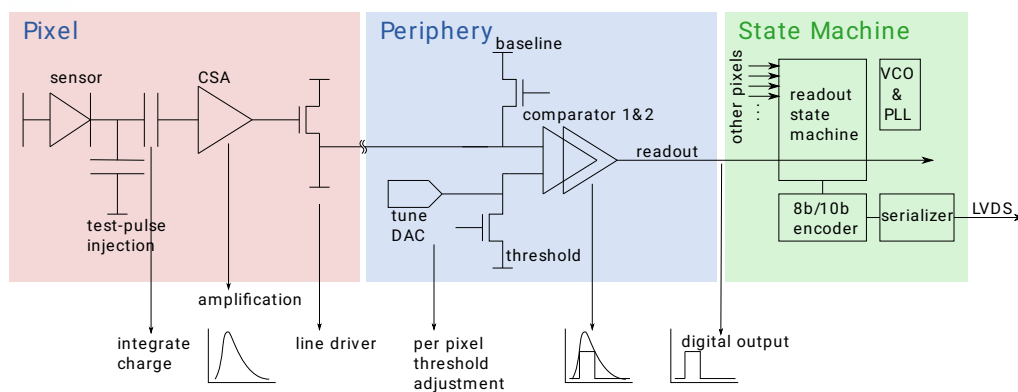 Pixel
Periphery
State Machine
sensor
CSA
baseline
comparator 1&2
other pixels
...
readout
state
machine
VCO
&
PLL
readout
tune
DAC
test-pulse
injection
threshold
8b/10b
encoder
serializer
LVDS
amplification
integrate
charge
line driver
per pixel
threshold
adjustment
digital output